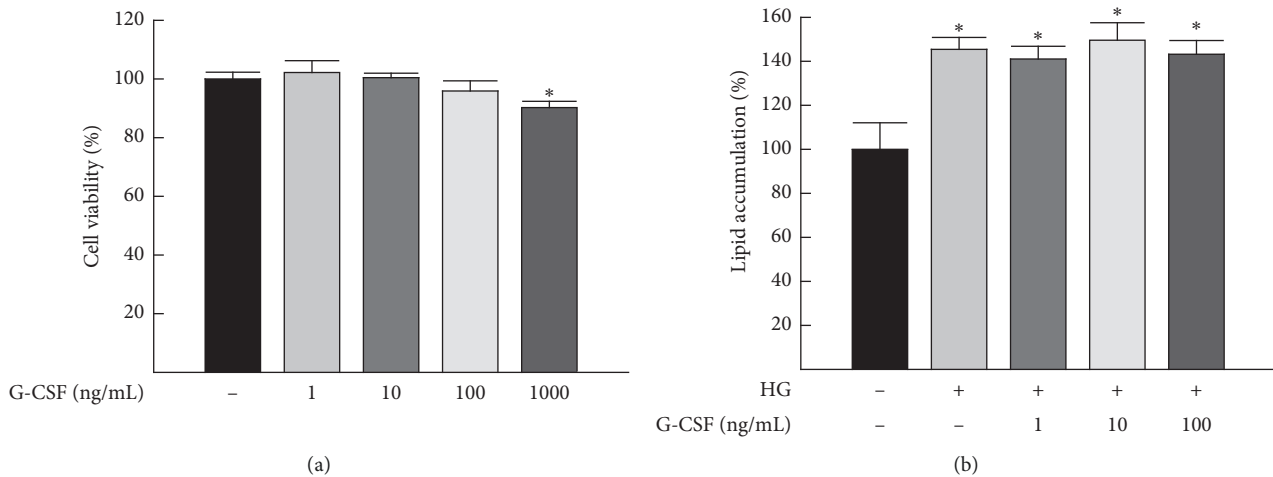 120
100
80
60
40
20
Cell viability (%)
*
G-CSF (ng/mL) – 1 10 100 1000
(a)
160
140
120
100
80
60
40
20
Lipid accumulation (%)
* * * *
HG – + + + +
G-CSF (ng/mL) – – 1 10 100
(b)